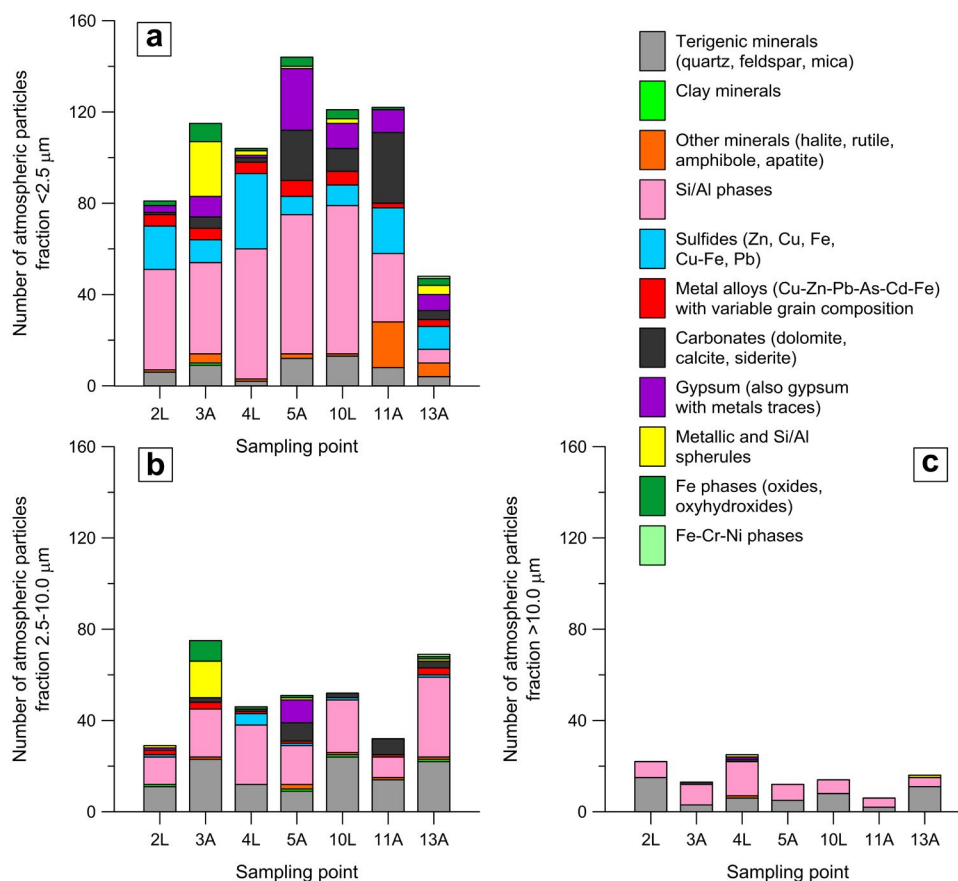 160
120
80
40
0
Number of atmospheric particles
fraction <2.5 μm
a
2L 3A 4L 5A 10L 11A 13A
Sampling point
Terigenic minerals
(quartz, feldspar, mica)
Clay minerals
Other minerals (halite, rutile,
amphibole, apatite)
Si/Al phases
Sulfides (Zn, Cu, Fe,
Cu-Fe, Pb)
Metal alloys (Cu-Zn-Pb-As-Cd-Fe)
with variable grain composition
Carbonates (dolomite,
calcite, siderite)
Gypsum (also gypsum
with metals traces)
Metallic and Si/Al
spherules
Fe phases (oxides,
oxyhydroxides)
Fe-Cr-Ni phases
160
120
80
40
0
Number of atmospheric particles
fraction 2.5-10.0 μm
b
2L 3A 4L 5A 10L 11A 13A
Sampling point
160
120
80
40
0
Number of atmospheric particles
fraction >10.0 μm
c
2L 3A 4L 5A 10L 11A 13A
Sampling point